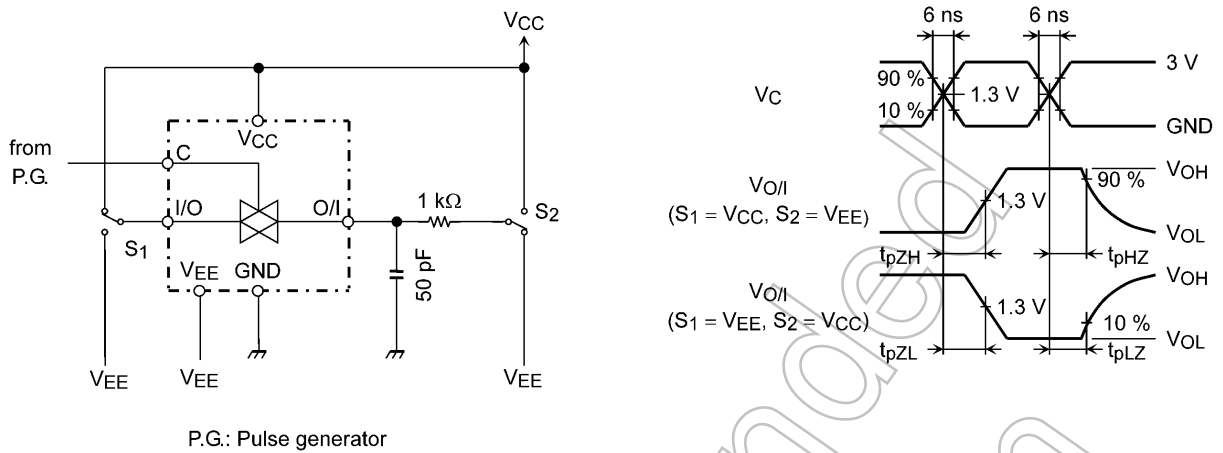 VCC
VCC
from
P.G.
C
I/O
O/I
1 kΩ
S1
S2
VEE
GND
50 pF
VEE
VEE
VEE
P.G.: Pulse generator
6 ns
6 ns
VC
90 %
10 %
1.3 V
3 V
GND
VO/I
(S1 = VCC, S2 = VEE)
1.3 V
90 %
VOH
VOL
tpZH
tpHZ
VO/I
(S1 = VEE, S2 = VCC)
1.3 V
10 %
VOH
VOL
tpZL
tpLZ